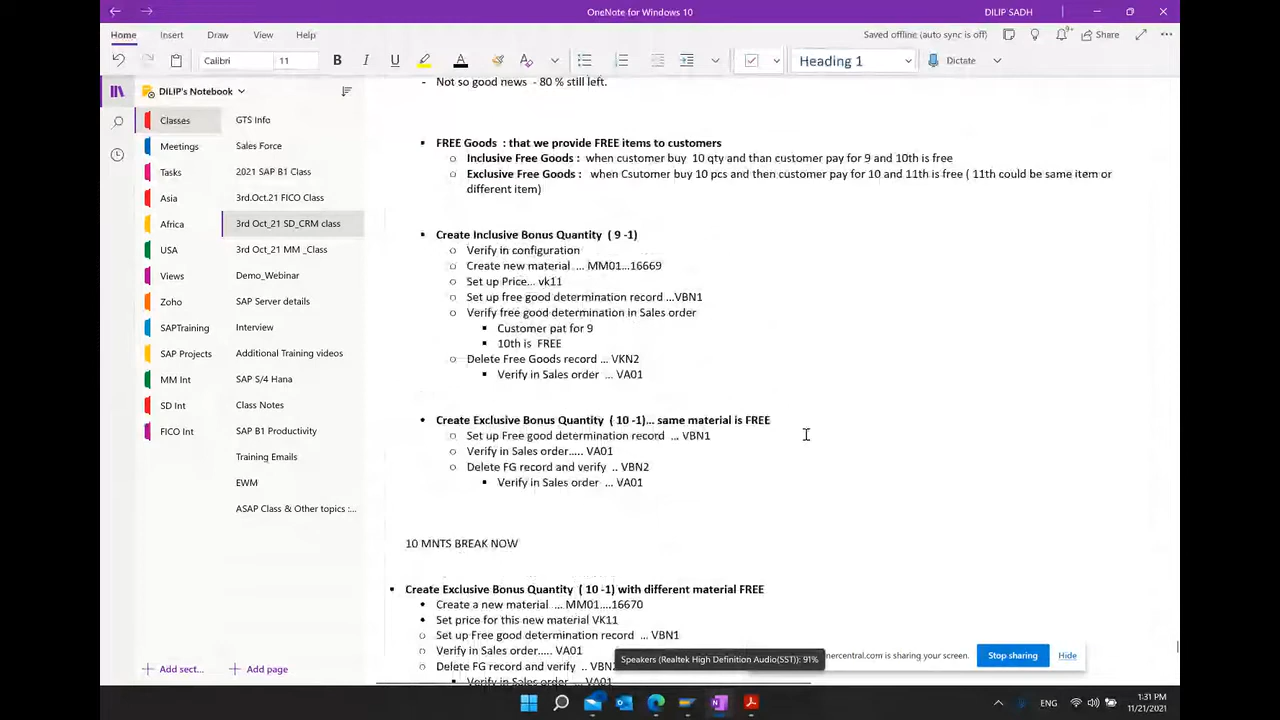 OneNote for Windows 10
DILIP SADH
Home
Insert
Draw
View
Help
Saved offline (auto sync is off)
Share
Calibri
11
B
I
U
A
Heading 1
Dictate
DILIP's Notebook
Classes
Meetings
Tasks
Asia
Africa
USA
Views
Zoho
SAPTraining
SAP Projects
MM Int
SD Int
FICO Int
GTS Info
Sales Force
2021 SAP B1 Class
3rd.Oct.21 FICO Class
3rd Oct_21 SD_CRM class
3rd Oct_21 MM _Class
Demo_Webinar
SAP Server details
Interview
Additional Training videos
SAP S/4 Hana
Class Notes
SAP B1 Productivity
Training Emails
EWM
ASAP Class & Other topics :...
Add sect...
Add page
- Not so good news - 80 % still left.
FREE Goods : that we provide FREE items to customers
Inclusive Free Goods : when customer buy 10 qty and than customer pay for 9 and 10th is free
Exclusive Free Goods : when Csutomer buy 10 pcs and then customer pay for 10 and 11th is free ( 11th could be same item or
different item)
Create Inclusive Bonus Quantity ( 9 -1)
Verify in configuration
Create new material ... MM01...16669
Set up Price... vk11
Set up free good determination record ...VBN1
Verify free good determination in Sales order
Customer pat for 9
10th is FREE
Delete Free Goods record ... VKN2
Verify in Sales order ... VA01
Create Exclusive Bonus Quantity ( 10 -1)... same material is FREE
Set up Free good determination record ... VBN1
Verify in Sales order..... VA01
Delete FG record and verify .. VBN2
Verify in Sales order ... VA01
10 MNTS BREAK NOW
Create Exclusive Bonus Quantity ( 10 -1) with different material FREE
Create a new material ... MM01....16670
Set price for this new material VK11
Set up Free good determination record ... VBN1
Verify in Sales order..... VA01
Delete FG record and verify ..
Verify in Sales order ... VA01
Speakers (Realtek High Definition Audio(SST)): 91%
nercentral.com is sharing your screen.
Stop sharing
Hide
ENG
1:31 PM
11/21/2021